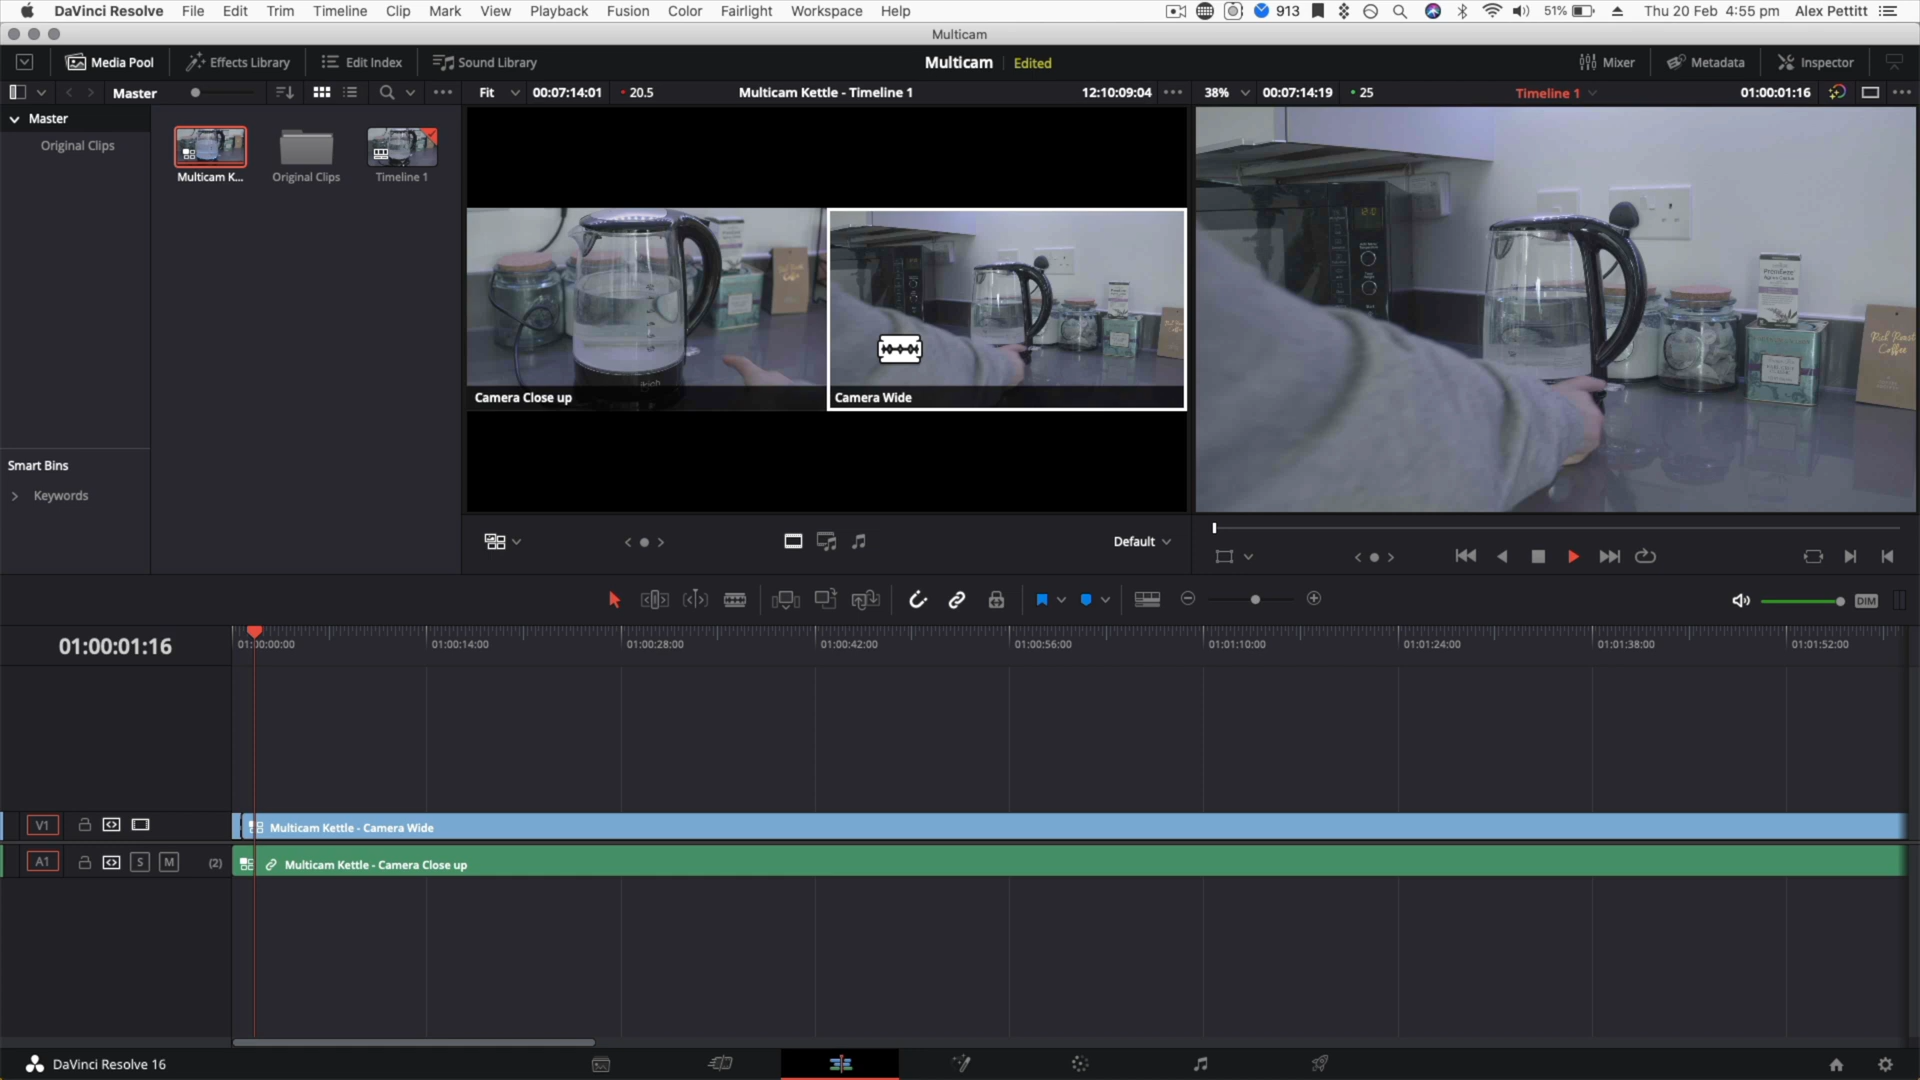 DaVinci Resolve File Edit Trim Timeline Clip Mark View Playback Fusion Color Fairlight Workspace Help 913 51% Thu 20 Feb 4:55 pm Alex Pettitt
Multicam
Media Pool Effects Library Edit Index Sound Library Multicam Edited Mixer Metadata Inspector
Master Fit 00:07:14:01 20.5 Multicam Kettle - Timeline 1 12:10:09:04 38% 00:07:14:19 25 Timeline 1 01:00:01:16
Master
Original Clips
Multicam K... Original Clips Timeline 1
Camera Close up Camera Wide
Rich Roast
Coffee
Smart Bins
Keywords
Default
DIM
01:00:01:16
01:00:00:00 01:00:14:00 01:00:28:00 01:00:42:00 01:00:56:00 01:01:10:00 01:01:24:00 01:01:38:00 01:01:52:00
V1 Multicam Kettle - Camera Wide
A1 S M (2) Multicam Kettle - Camera Close up
DaVinci Resolve 16